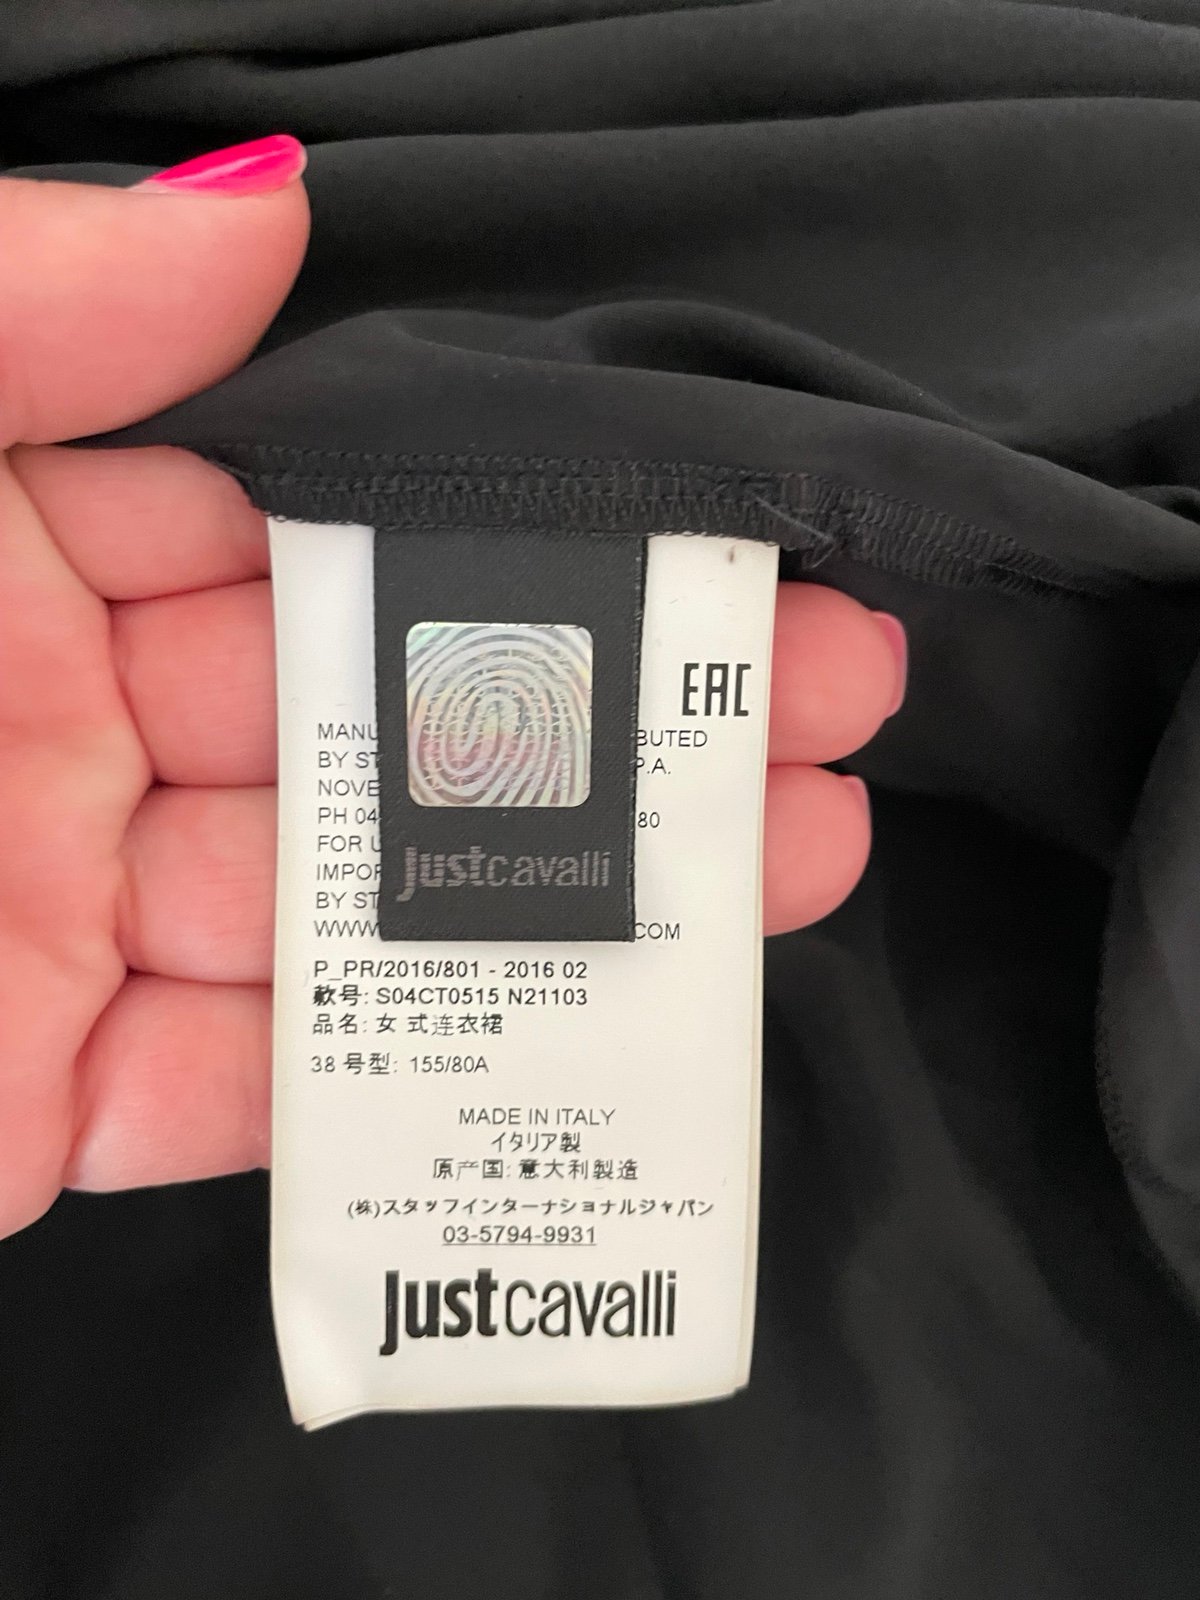 EAC
MANU BUTED
BY ST P.A.
NOVE
PH 04 80
FOR U
IMPOR
BY ST
WWW COM
justcavalli
P_PR/2016/801 - 2016 02
款号: S04CT0515 N21103
品名: 女 式连衣裙
38 号型: 155/80A
MADE IN ITALY
イタリア製
原产国: 意大利製造
(株)スタッフインターナショナルジャパン
03-5794-9931
justcavalli